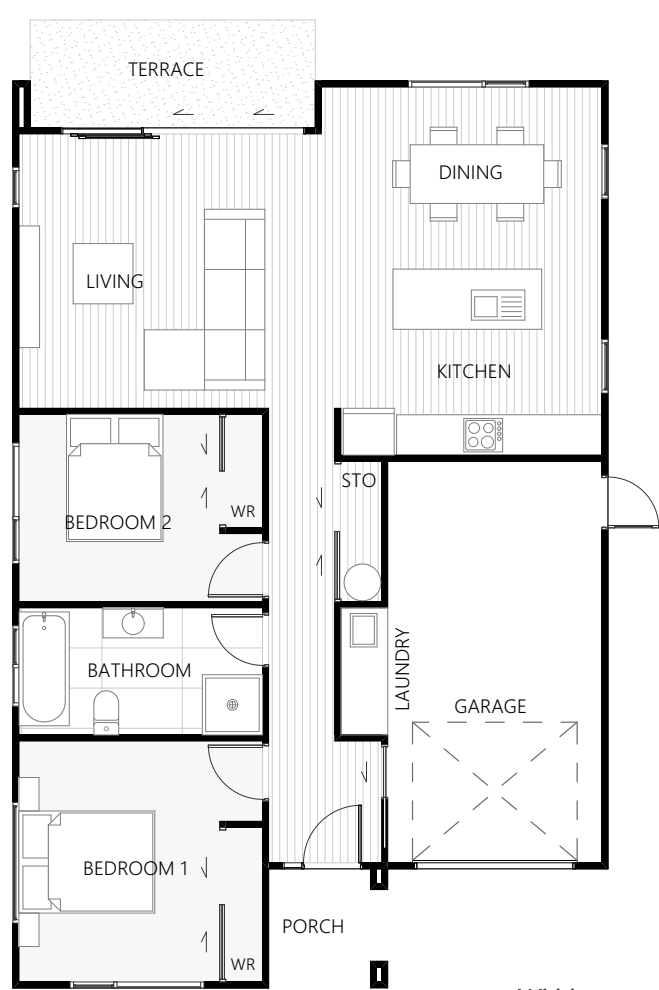 TERRACE
DINING
LIVING
KITCHEN
STO
BEDROOM 2
WR
BATHROOM
LAUNDRY
GARAGE
BEDROOM 1
PORCH
WR